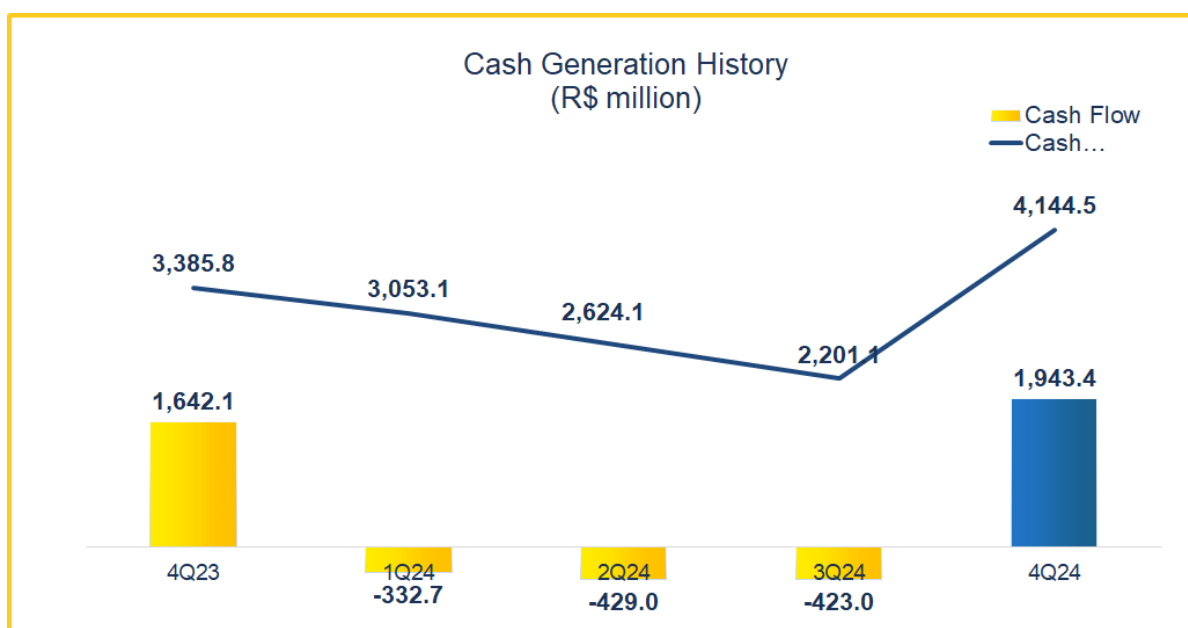 Cash Generation History
(R$ million)
Cash Flow
Cash…
4,144.5
3,385.8
3,053.1
2,624.1
2,201.1
1,943.4
1,642.1
4Q23
1Q24
2Q24
3Q24
4Q24
-332.7
-429.0
-423.0